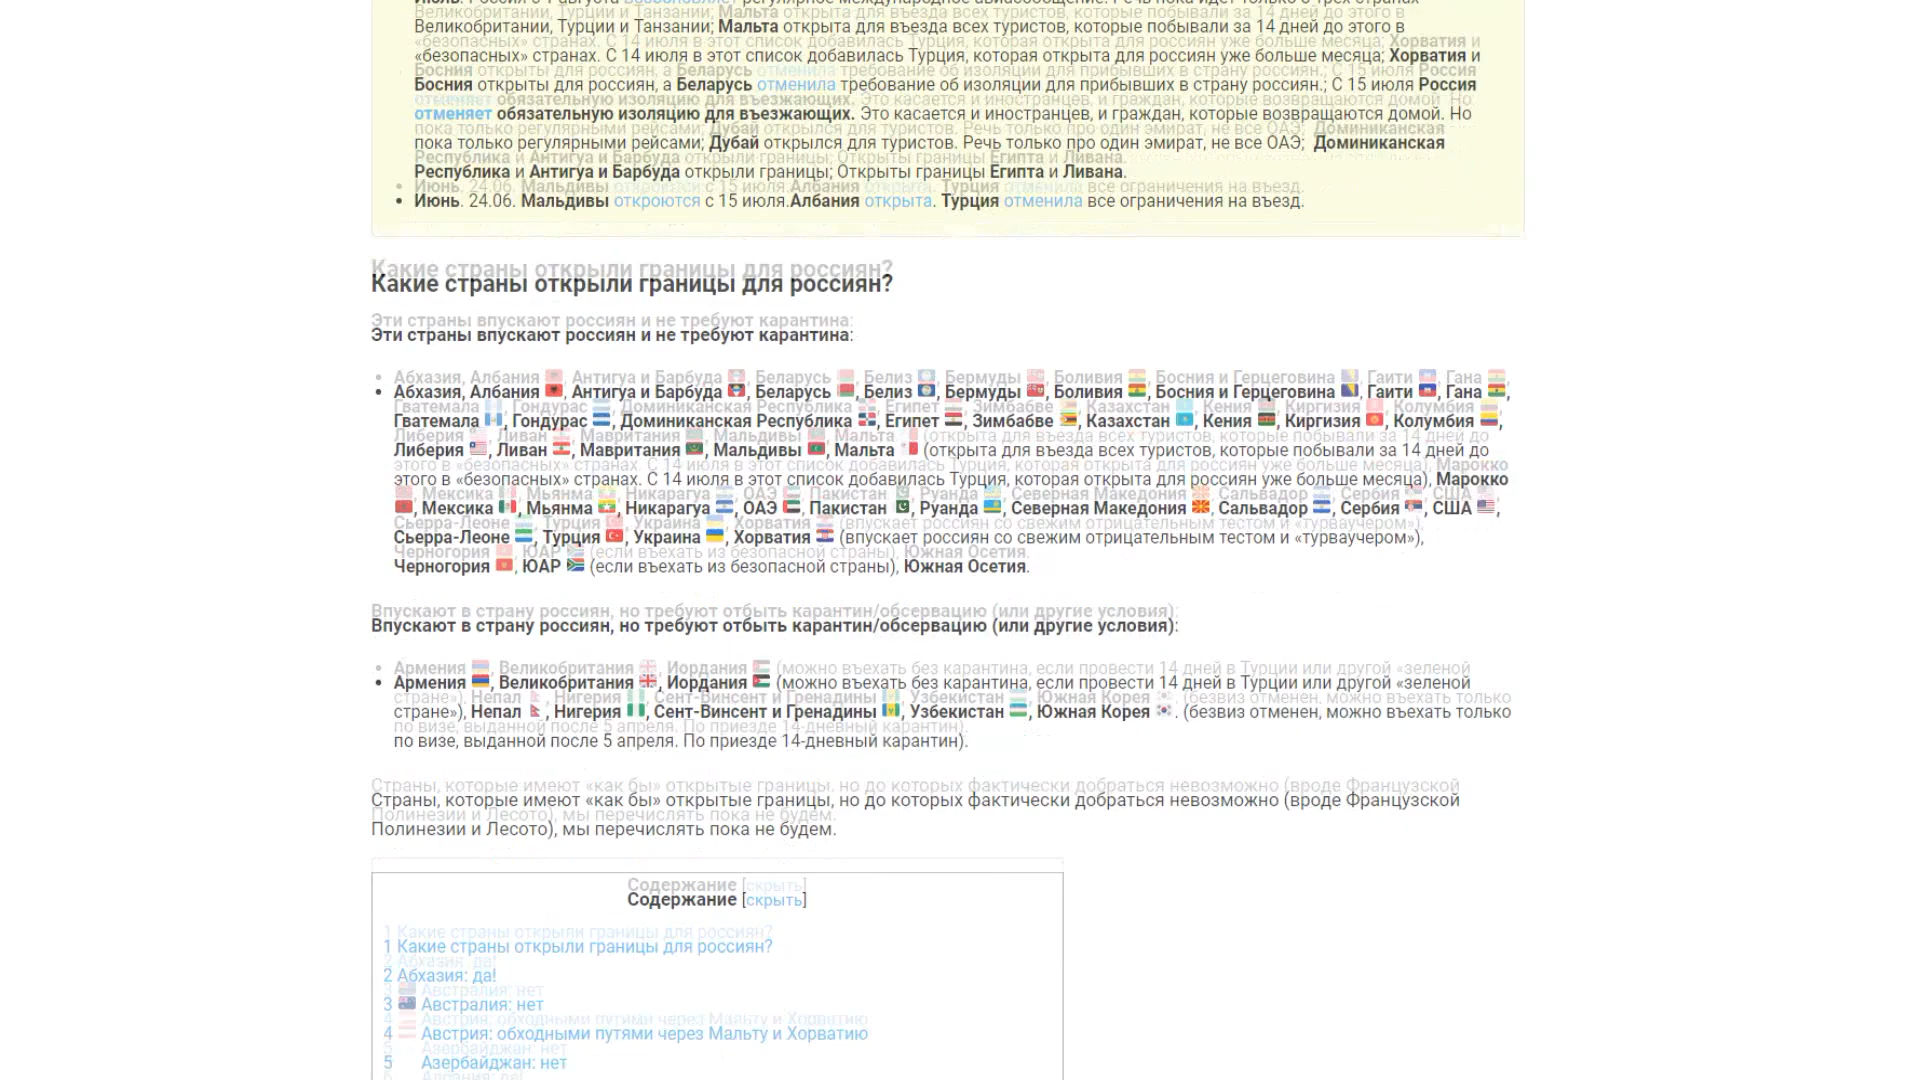 Великобритании, Турции и Танзании; Мальта открыта для въезда всех туристов, которые побывали за 14 дней до этого в
«безопасных» странах. С 14 июля в этот список добавилась Турция, которая открыта для россиян уже больше месяца; Хорватия и
Босния открыты для россиян, а Беларусь отменила требование об изоляции для прибывших в страну россиян.; С 15 июля Россия
отменяет обязательную изоляцию для въезжающих. Это касается и иностранцев, и граждан, которые возвращаются домой. Но
пока только регулярными рейсами; Дубай открылся для туристов. Речь только про один эмират, не все ОАЭ; Доминиканская
Республика и Антигуа и Барбуда открыли границы; Открыты границы Египта и Ливана.
• Июнь. 24.06. Мальдивы откроются с 15 июля.Албания открыта. Турция отменила все ограничения на въезд.
Какие страны открыли границы для россиян?
Эти страны впускают россиян и не требуют карантина:
• Абхазия, Албания, Антигуа и Барбуда, Беларусь, Белиз, Бермуды, Боливия, Босния и Герцеговина, Гаити, Гана,
Гватемала, Гондурас, Доминиканская Республика, Египет, Зимбабве, Казахстан, Кения, Киргизия, Колумбия,
Либерия, Ливан, Мавритания, Мальдивы, Мальта (открыта для въезда всех туристов, которые побывали за 14 дней до
этого в «безопасных» странах. С 14 июля в этот список добавилась Турция, которая открыта для россиян уже больше месяца), Марокко
, Мексика, Мьянма, Никарагуа, ОАЭ, Пакистан, Руанда, Северная Македония, Сальвадор, Сербия, США,
Сьерра-Леоне, Турция, Украина, Хорватия (впускает россиян со свежим отрицательным тестом и «турваучером»),
Черногория, ЮАР (если въехать из безопасной страны), Южная Осетия.
Впускают в страну россиян, но требуют отбыть карантин/обсервацию (или другие условия):
• Армения, Великобритания, Иордания (можно въехать без карантина, если провести 14 дней в Турции или другой «зеленой
стране»), Непал, Нигерия, Сент-Винсент и Гренадины, Узбекистан, Южная Корея. (безвиз отменен, можно въехать только
по визе, выданной после 5 апреля. По приезде 14-дневный карантин).
Страны, которые имеют «как бы» открытые границы, но до которых фактически добраться невозможно (вроде Французской
Полинезии и Лесото), мы перечислять пока не будем.
Содержание [скрыть]
1 Какие страны открыли границы для россиян?
2 Абхазия: да!
3 Австралия: нет
4 Австрия: обходными путями через Мальту и Хорватию
5 Азербайджан: нет